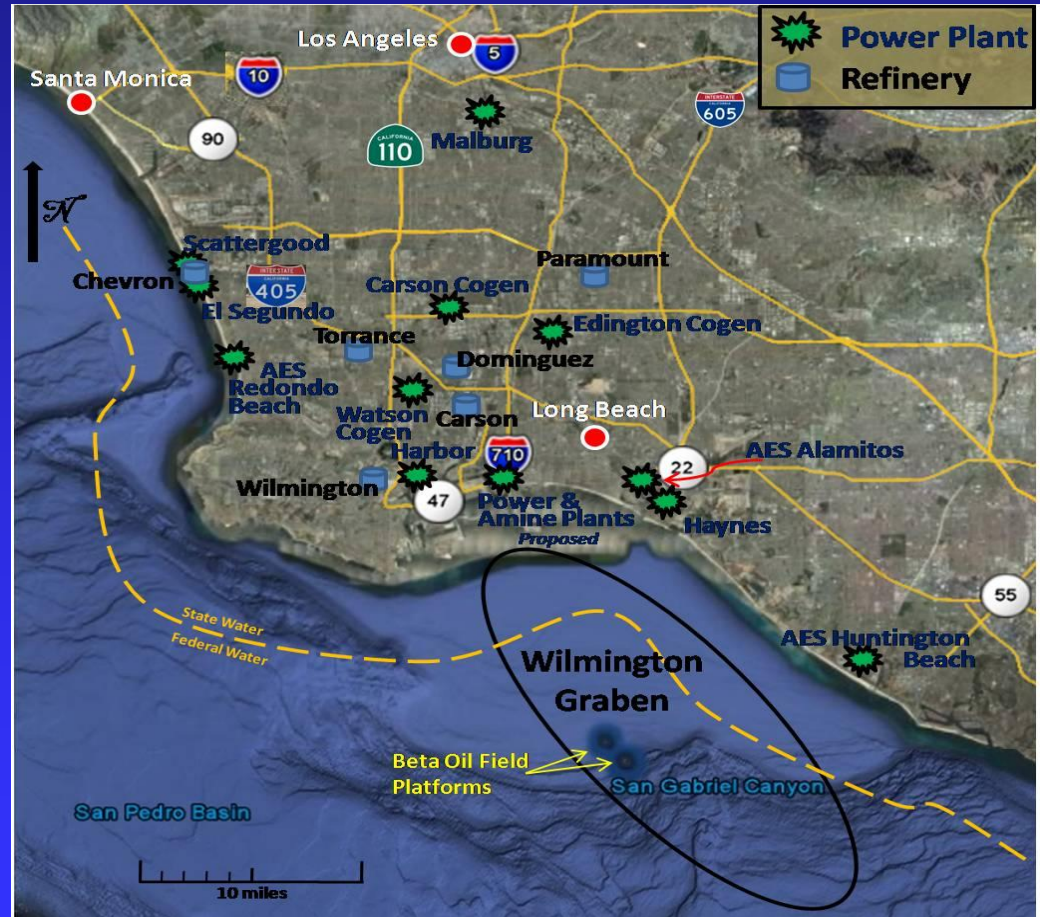 Los Angeles
5
Power Plant
Refinery
Santa Monica
10
INTERSTATE
605
90
CALIFORNIA
110
Malburg
N
Scattergood
Chevron
INTERSTATE
405
El Segundo
Carson Cogen
Paramount
Edington Cogen
Torrance
Dominguez
AES
Redondo
Beach
Watson
Cogen
Carson
Long Beach
Harbor
710
22
AES Alamitos
Wilmington
47
Power &
Amine Plants
Proposed
Haynes
55
State Water
Federal Water
AES Huntington
Beach
Wilmington
Graben
Beta Oil Field
Platforms
San Gabriel Canyon
San Pedro Basin
10 miles